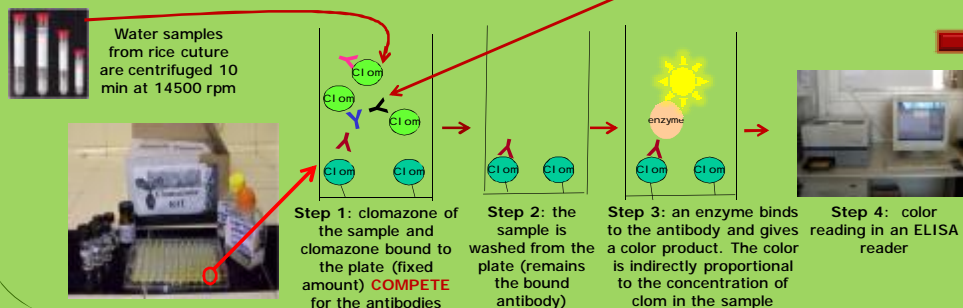 Water samples
from rice cuture
are centrifuged 10
min at 14500 rpm
Clom
Clom
Clom
Clom
Clom
Clom
Clom
enzyme
Clom
Clom
KIT
Step 1: clomazone of
the sample and
clomazone bound to
the plate (fixed
amount) COMPETE
for the antibodies
Step 2: the
sample is
washed from the
plate (remains
the bound
antibody)
Step 3: an enzyme binds
to the antibody and gives
a color product. The color
is indirectly proportional
to the concentration of
clom in the sample
Step 4: color
reading in an ELISA
reader